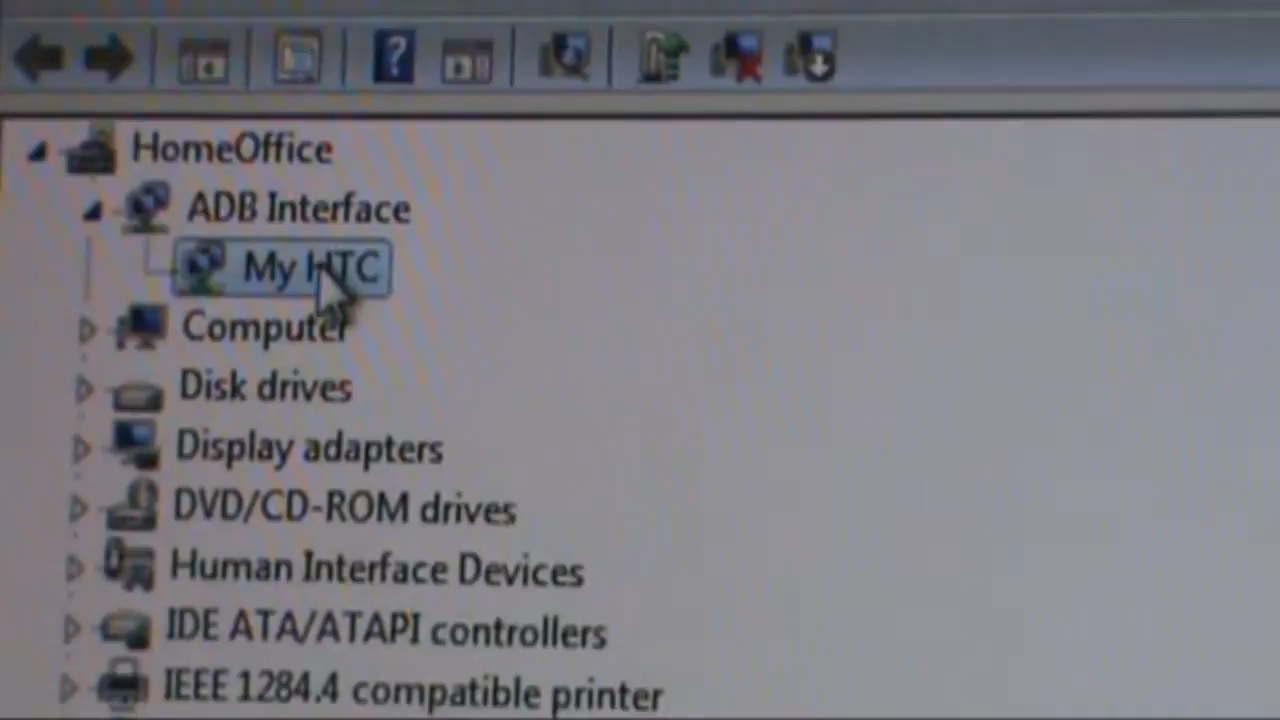 HomeOffice
ADB Interface
My HTC
Computer
Disk drives
Display adapters
DVD/CD-ROM drives
Human Interface Devices
IDE ATA/ATAPI controllers
IEEE 1284.4 compatible printer